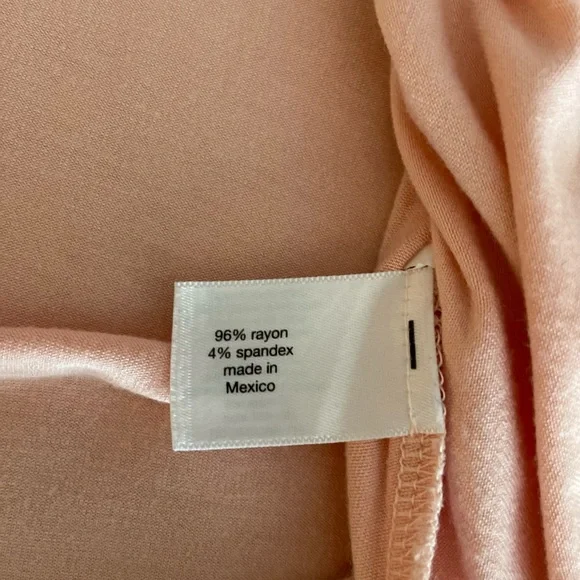 96% rayon
4% spandex
made in
Mexico